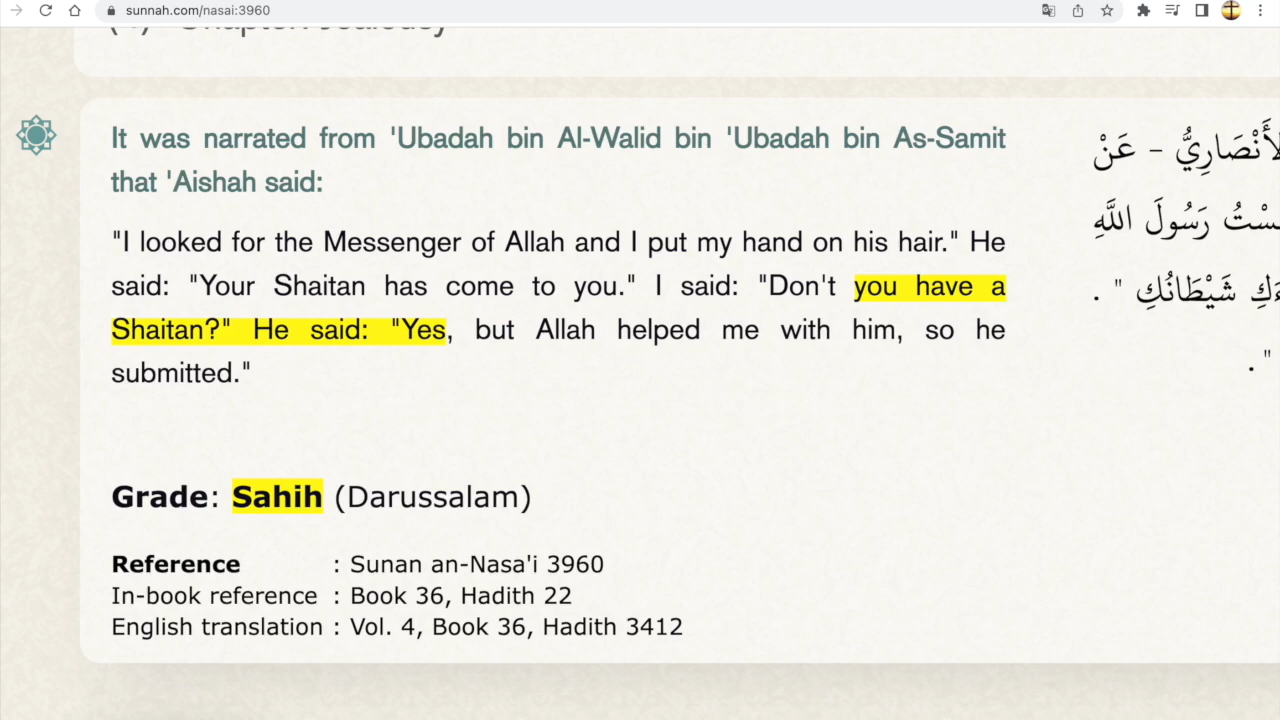 sunnah.com/nasai:3960
Chapter: Jealousy
It was narrated from 'Ubadah bin Al-Walid bin 'Ubadah bin As-Samit
that 'Aishah said:
"I looked for the Messenger of Allah and I put my hand on his hair." He
said: "Your Shaitan has come to you." I said: "Don't you have a
Shaitan?" He said: "Yes, but Allah helped me with him, so he
submitted."
Grade: Sahih (Darussalam)
Reference : Sunan an-Nasa'i 3960
In-book reference : Book 36, Hadith 22
English translation : Vol. 4, Book 36, Hadith 3412
الأَنْصَارِيُّ - عَنْ
رَسُولَ اللَّهِ
شَيْطَانُكِ " .
" .